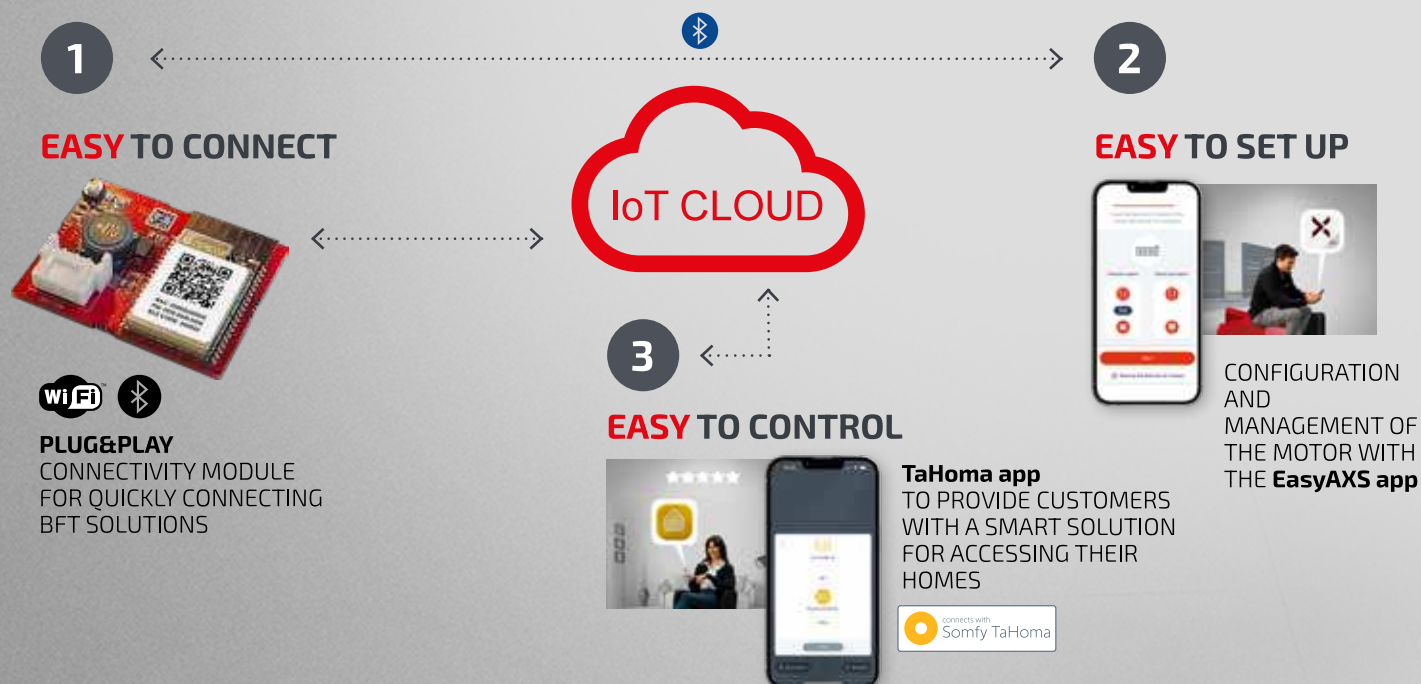 1
EASY TO CONNECT
WiFi
PLUG&PLAY
CONNECTIVITY MODULE
FOR QUICKLY CONNECTING
BFT SOLUTIONS
IoT CLOUD
2
EASY TO SET UP
CONFIGURATION
AND
MANAGEMENT OF
THE MOTOR WITH
THE EasyAXS app
3
EASY TO CONTROL
TaHoma app
TO PROVIDE CUSTOMERS
WITH A SMART SOLUTION
FOR ACCESSING THEIR
HOMES
connects with
Somfy TaHoma